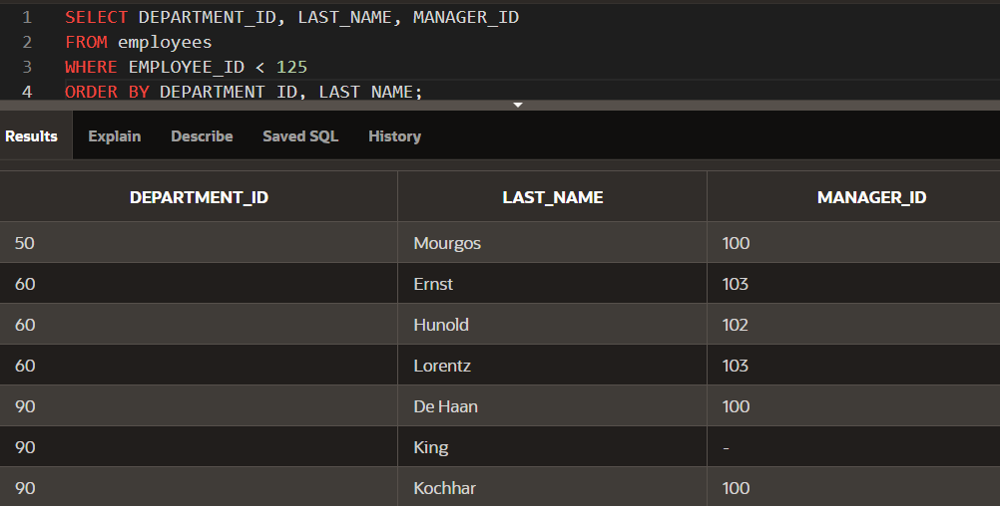 1 SELECT DEPARTMENT_ID, LAST_NAME, MANAGER_ID
2 FROM employees
3 WHERE EMPLOYEE_ID < 125
4 ORDER BY DEPARTMENT_ID, LAST_NAME;
Results Explain Describe Saved SQL History
DEPARTMENT_ID LAST_NAME MANAGER_ID
50 Mourgos 100
60 Ernst 103
60 Hunold 102
60 Lorentz 103
90 De Haan 100
90 King -
90 Kochhar 100